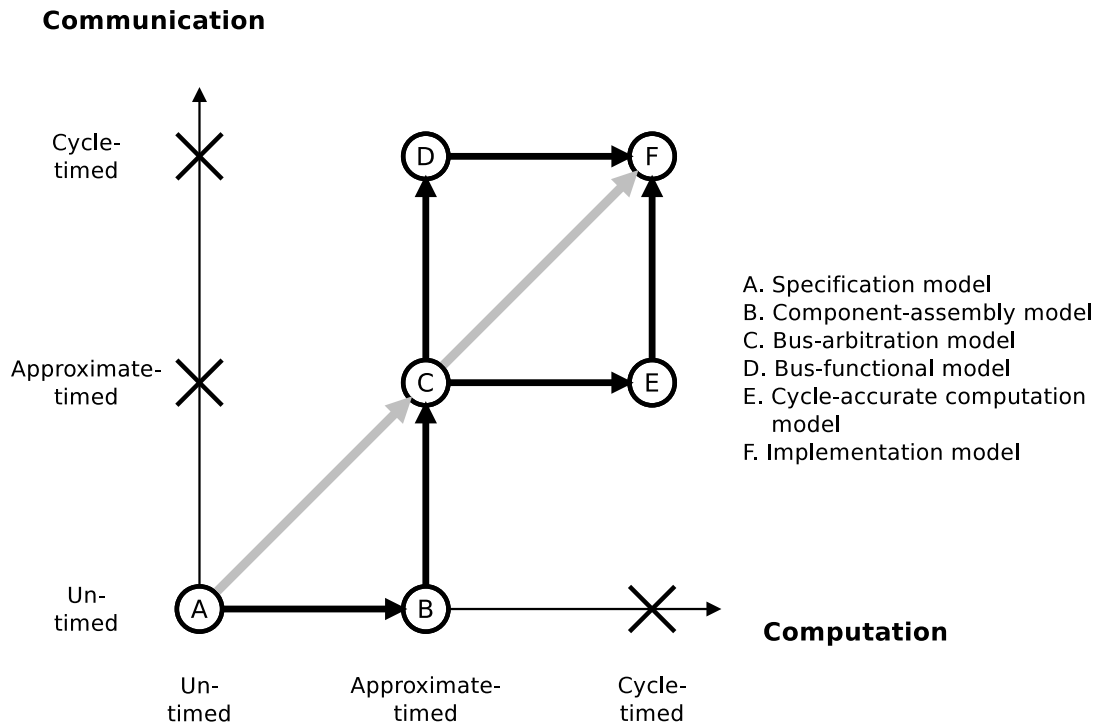 Communication
Cycle-
timed
D
F
A. Specification model
B. Component-assembly model
C. Bus-arbitration model
D. Bus-functional model
E. Cycle-accurate computation
model
F. Implementation model
Approximate-
timed
C
E
Un-
timed
A
B
Computation
Un-
timed
Approximate-
timed
Cycle-
timed